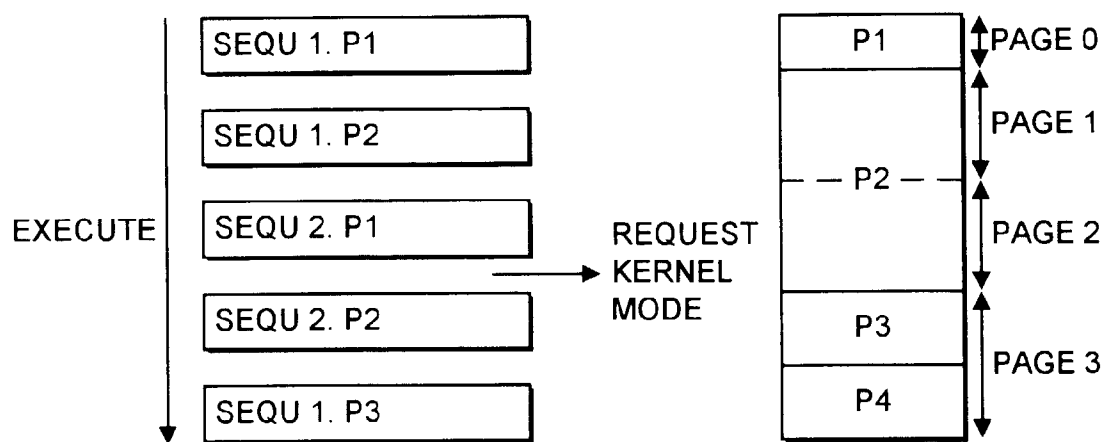 SEQU 1. P1
SEQU 1. P2
EXECUTE
SEQU 2. P1
REQUEST
KERNEL
MODE
SEQU 2. P2
SEQU 1. P3
P1
PAGE 0
PAGE 1
P2
PAGE 2
P3
PAGE 3
P4